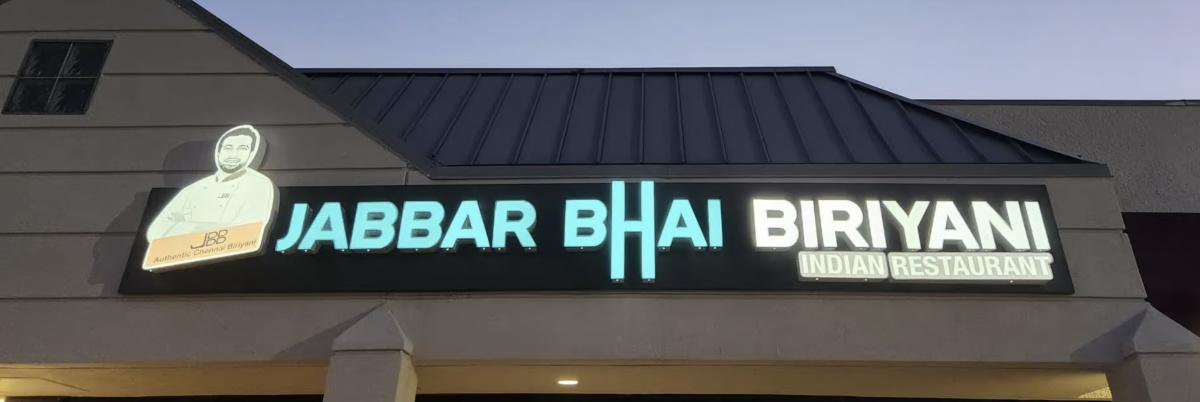 JBB
Authentic Chennai Biriyani
JABBAR BHAI BIRIYANI
INDIAN RESTAURANT